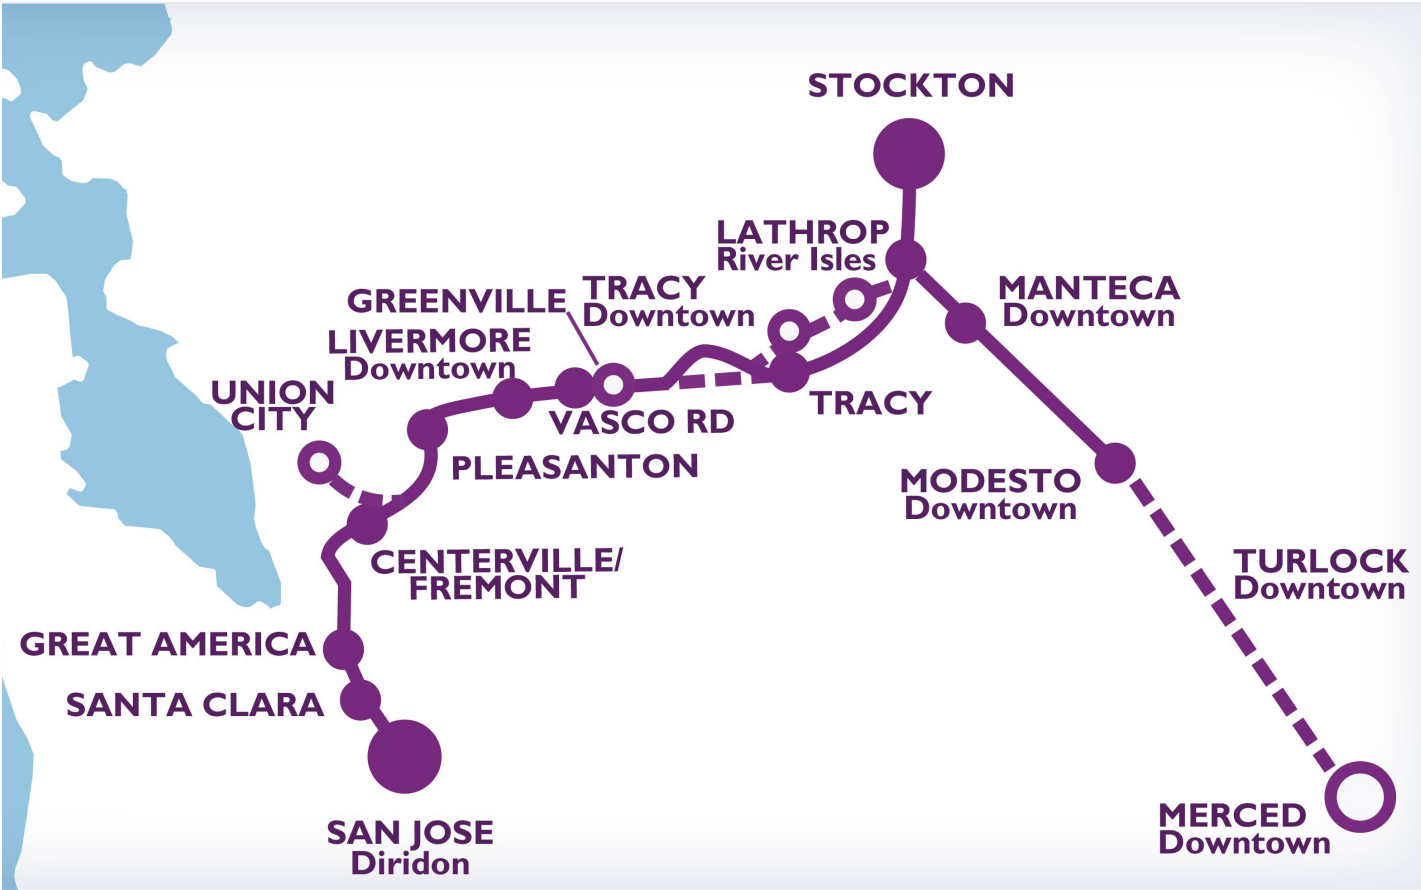 STOCKTON
LATHROP
River Isles
TRACY
Downtown
GREENVILLE
MANTECA
Downtown
LIVERMORE
Downtown
UNION
CITY
TRACY
VASCO RD
PLEASANTON
MODESTO
Downtown
CENTERVILLE/
FREMONT
TURLOCK
Downtown
GREAT AMERICA
SANTA CLARA
SAN JOSE
Diridon
MERCED
Downtown